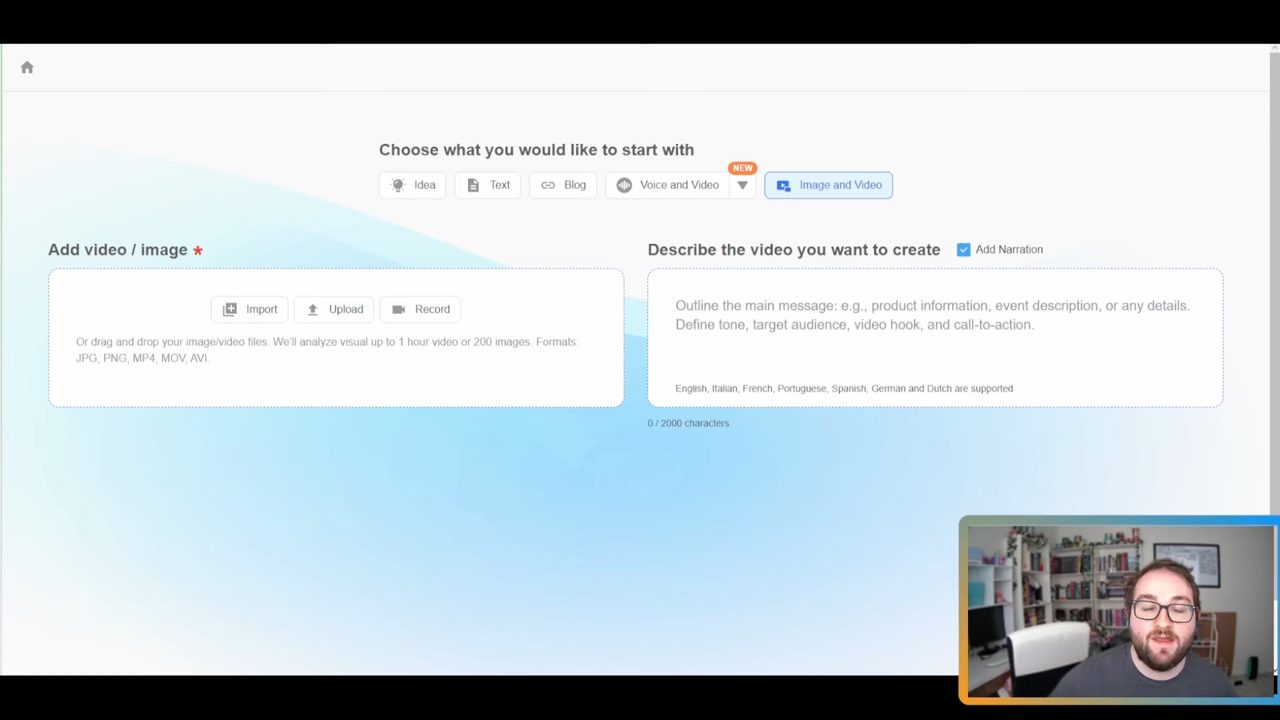 Choose what you would like to start with
NEW
Idea
Text
Blog
Voice and Video
Image and Video
Add video / image *
Import
Upload
Record
Or drag and drop your image/video files. We'll analyze visual up to 1 hour video or 200 images. Formats:
JPG, PNG, MP4, MOV, AVI.
Describe the video you want to create
Add Narration
Outline the main message: e.g., product information, event description, or any details.
Define tone, target audience, video hook, and call-to-action.
English, Italian, French, Portuguese, Spanish, German and Dutch are supported
0 / 2000 characters